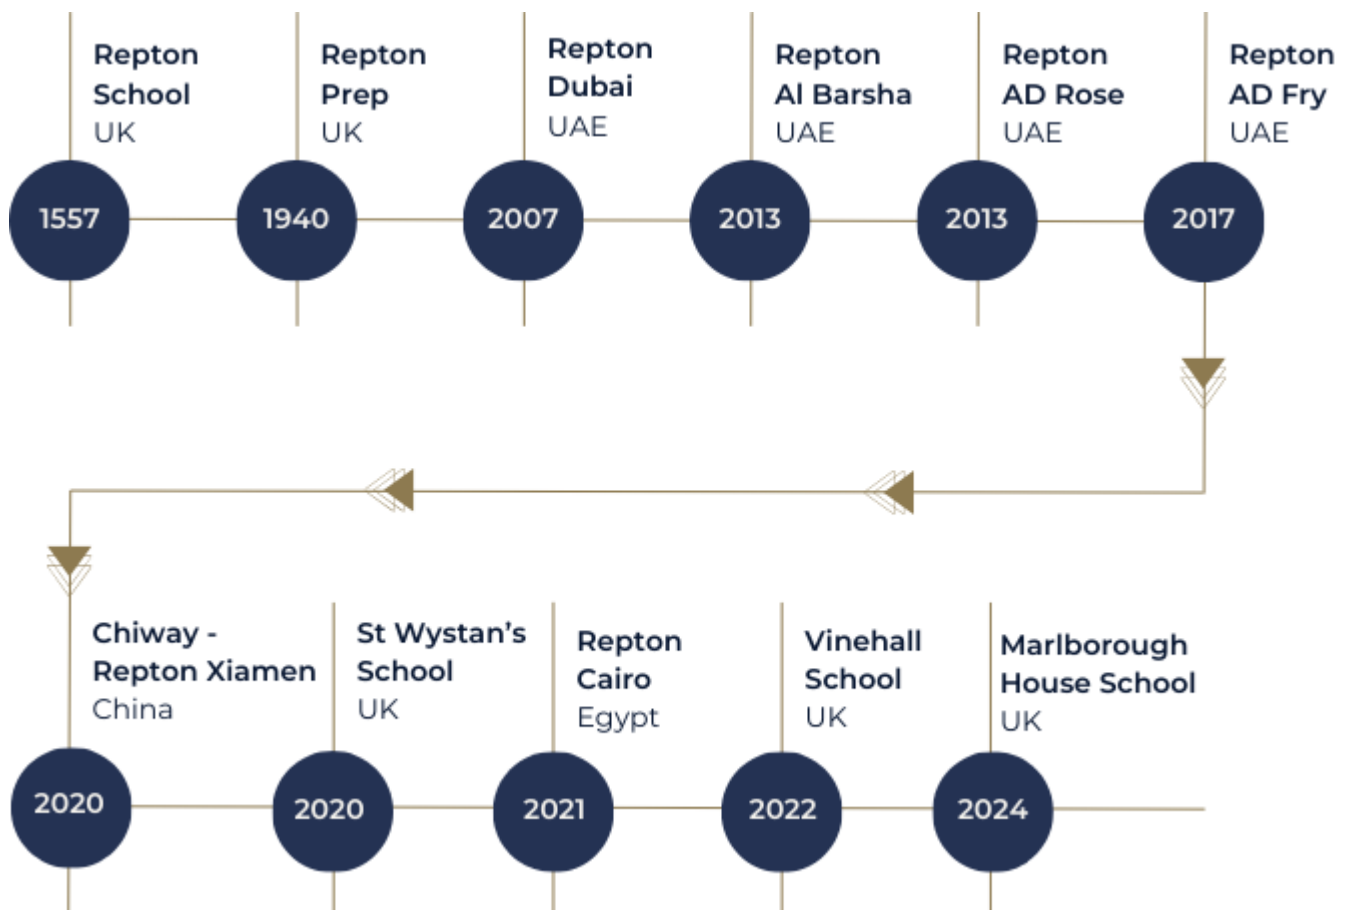 Repton
School
UK
1557
Repton
Prep
UK
1940
Repton
Dubai
UAE
2007
Repton
Al Barsha
UAE
2013
Repton
AD Rose
UAE
2013
Repton
AD Fry
UAE
2017
Chiway -
Repton Xiamen
China
2020
St Wystan’s
School
UK
2020
Repton
Cairo
Egypt
2021
Vinehall
School
UK
2022
Marlborough
House School
UK
2024